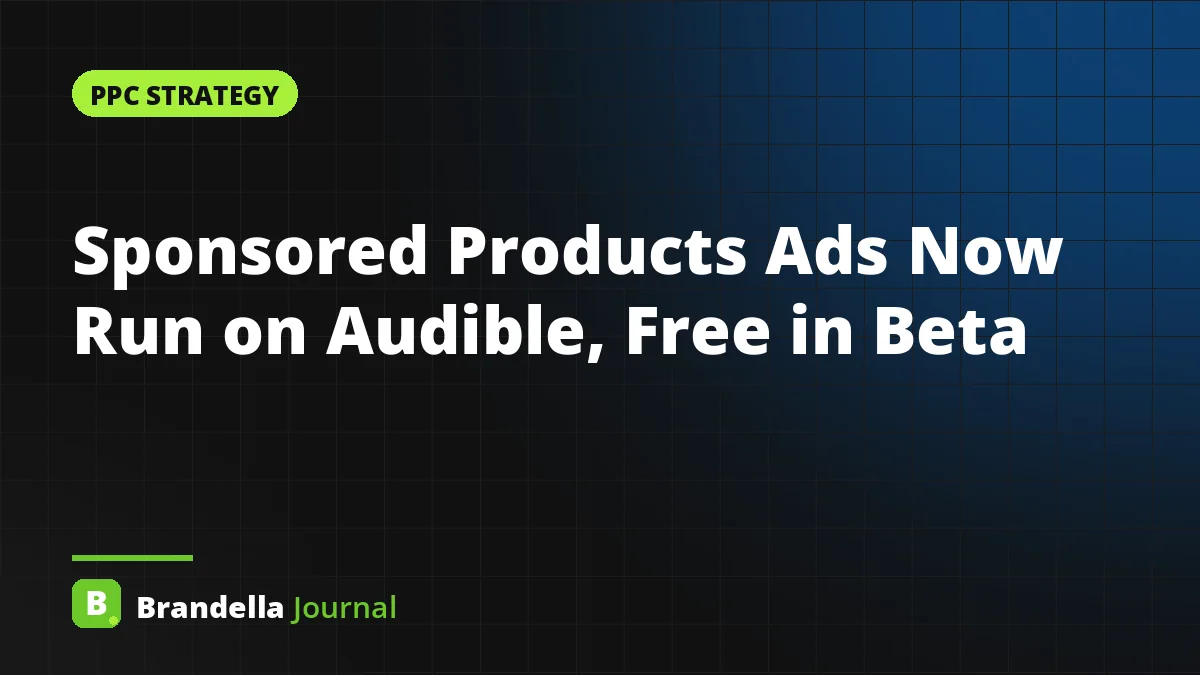 PPC STRATEGY
Sponsored Products Ads Now
Run on Audible, Free in Beta
B
Brandella Journal